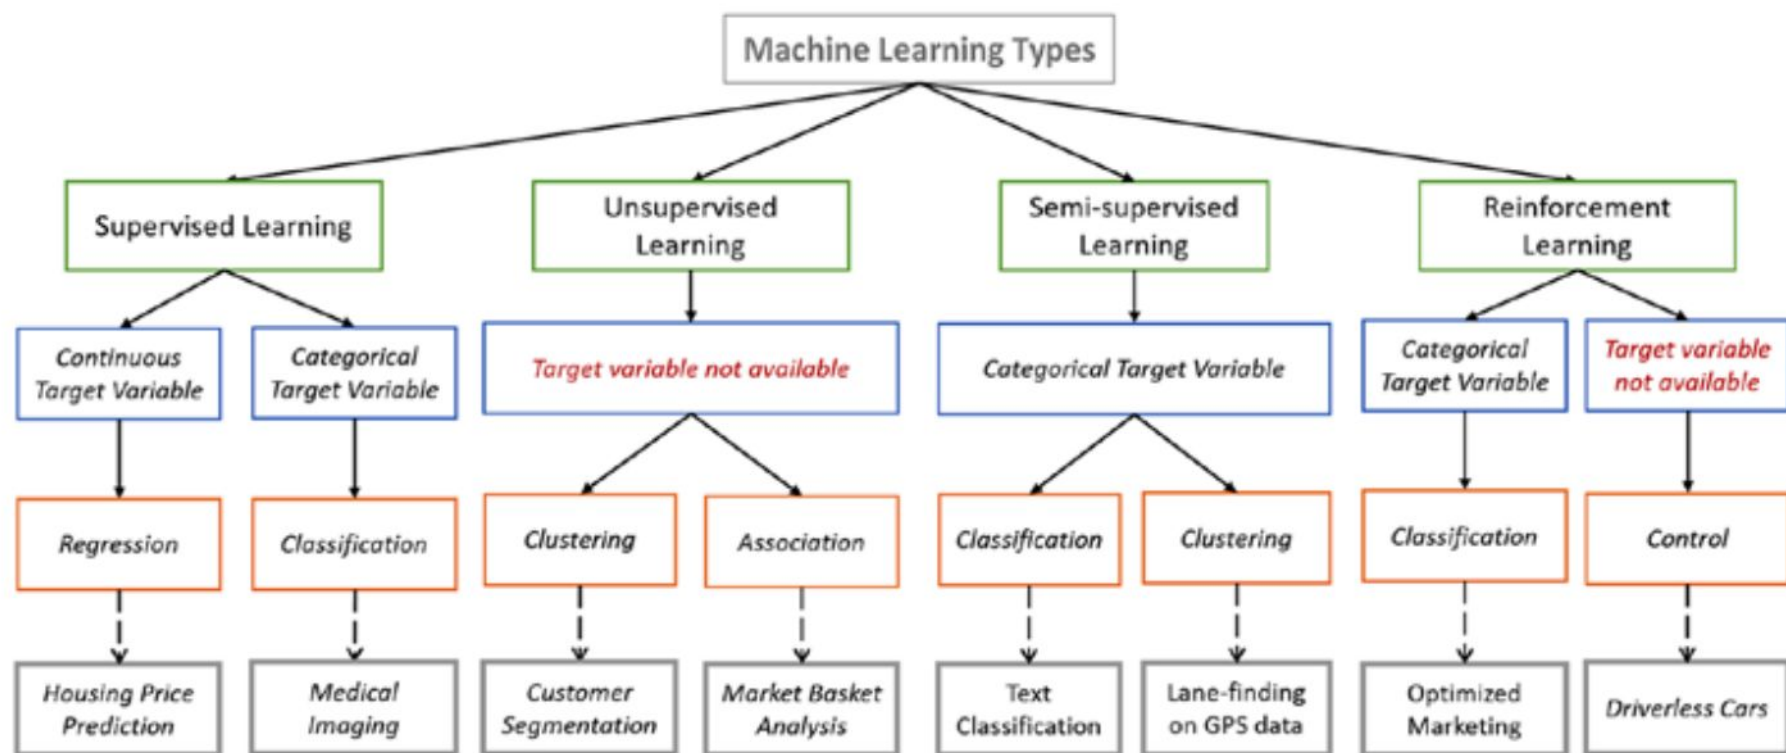 Machine Learning Types
Supervised Learning
Unsupervised
Learning
Semi-supervised
Learning
Reinforcement
Learning
Continuous
Target Variable
Categorical
Target Variable
Target variable not available
Categorical Target Variable
Categorical
Target Variable
Target variable
not available
Regression
Classification
Clustering
Association
Classification
Clustering
Classification
Control
Housing Price
Prediction
Medical
Imaging
Customer
Segmentation
Market Basket
Analysis
Text
Classification
Lane-finding
on GPS data
Optimized
Marketing
Driverless Cars